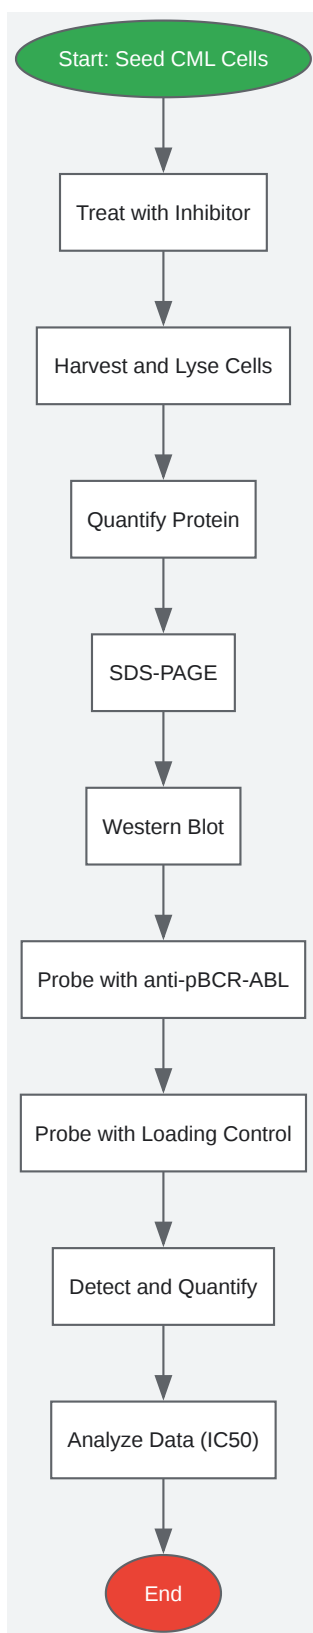 Start: Seed CML Cells
Treat with Inhibitor
Harvest and Lyse Cells
Quantify Protein
SDS-PAGE
Western Blot
Probe with anti-pBCR-ABL
Probe with Loading Control
Detect and Quantify
Analyze Data (IC50)
End